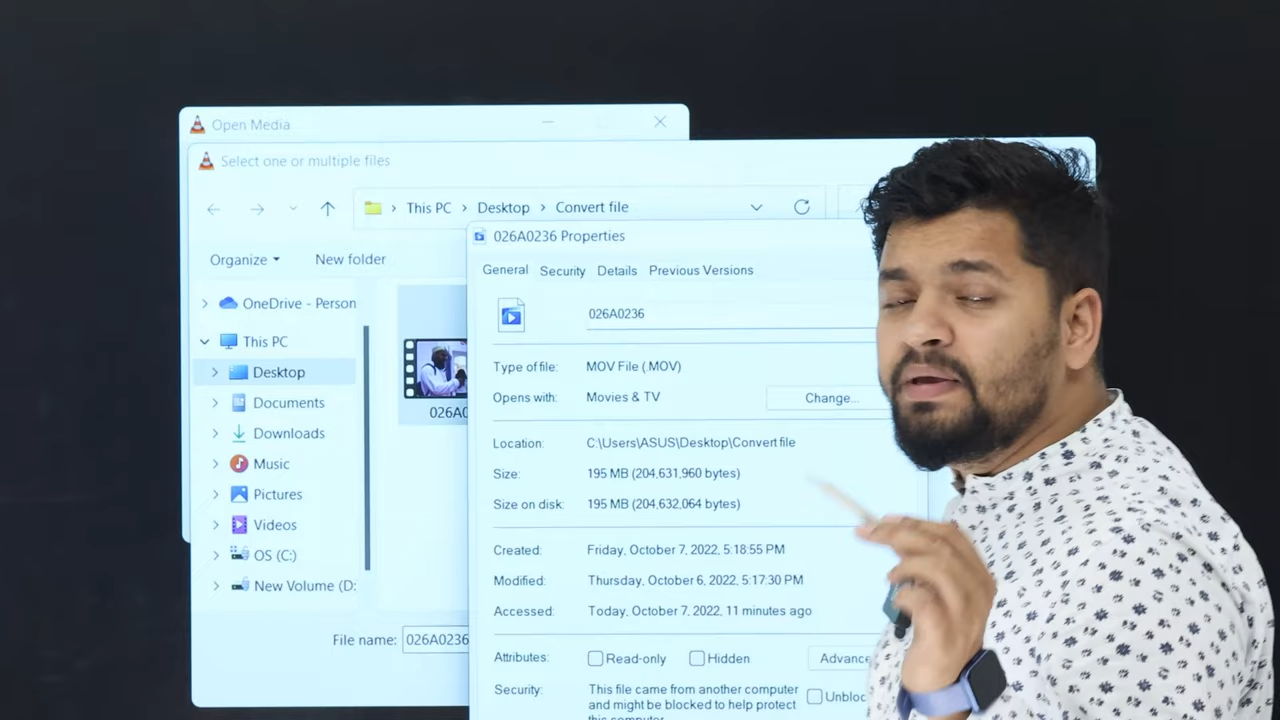 Open Media
Select one or multiple files
This PC > Desktop > Convert file
Organize
New folder
026A0236 Properties
General Security Details Previous Versions
OneDrive - Person
This PC
Desktop
Documents
Downloads
Music
Pictures
Videos
OS (C:)
New Volume (D:
026A0
File name: 026A0236
026A0236
Type of file: MOV File (.MOV)
Opens with: Movies & TV
Change...
Location: C:\Users\ASUS\Desktop\Convert file
Size: 195 MB (204,631,960 bytes)
Size on disk: 195 MB (204,632,064 bytes)
Created: Friday, October 7, 2022, 5:18:55 PM
Modified: Thursday, October 6, 2022, 5:17:30 PM
Accessed: Today, October 7, 2022, 11 minutes ago
Attributes: Read-only Hidden Advance
Security: This file came from another computer
and might be blocked to help protect
this computer
Unbloc